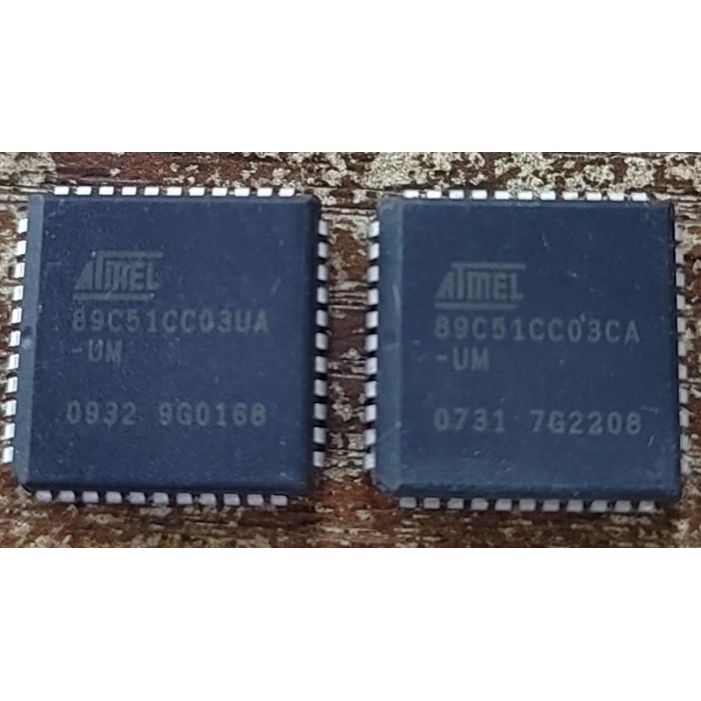 ATMEL
89C51CC03UA
-UM
0932 9G0168
ATMEL
89C51CC03CA
-UM
0731 7G2208